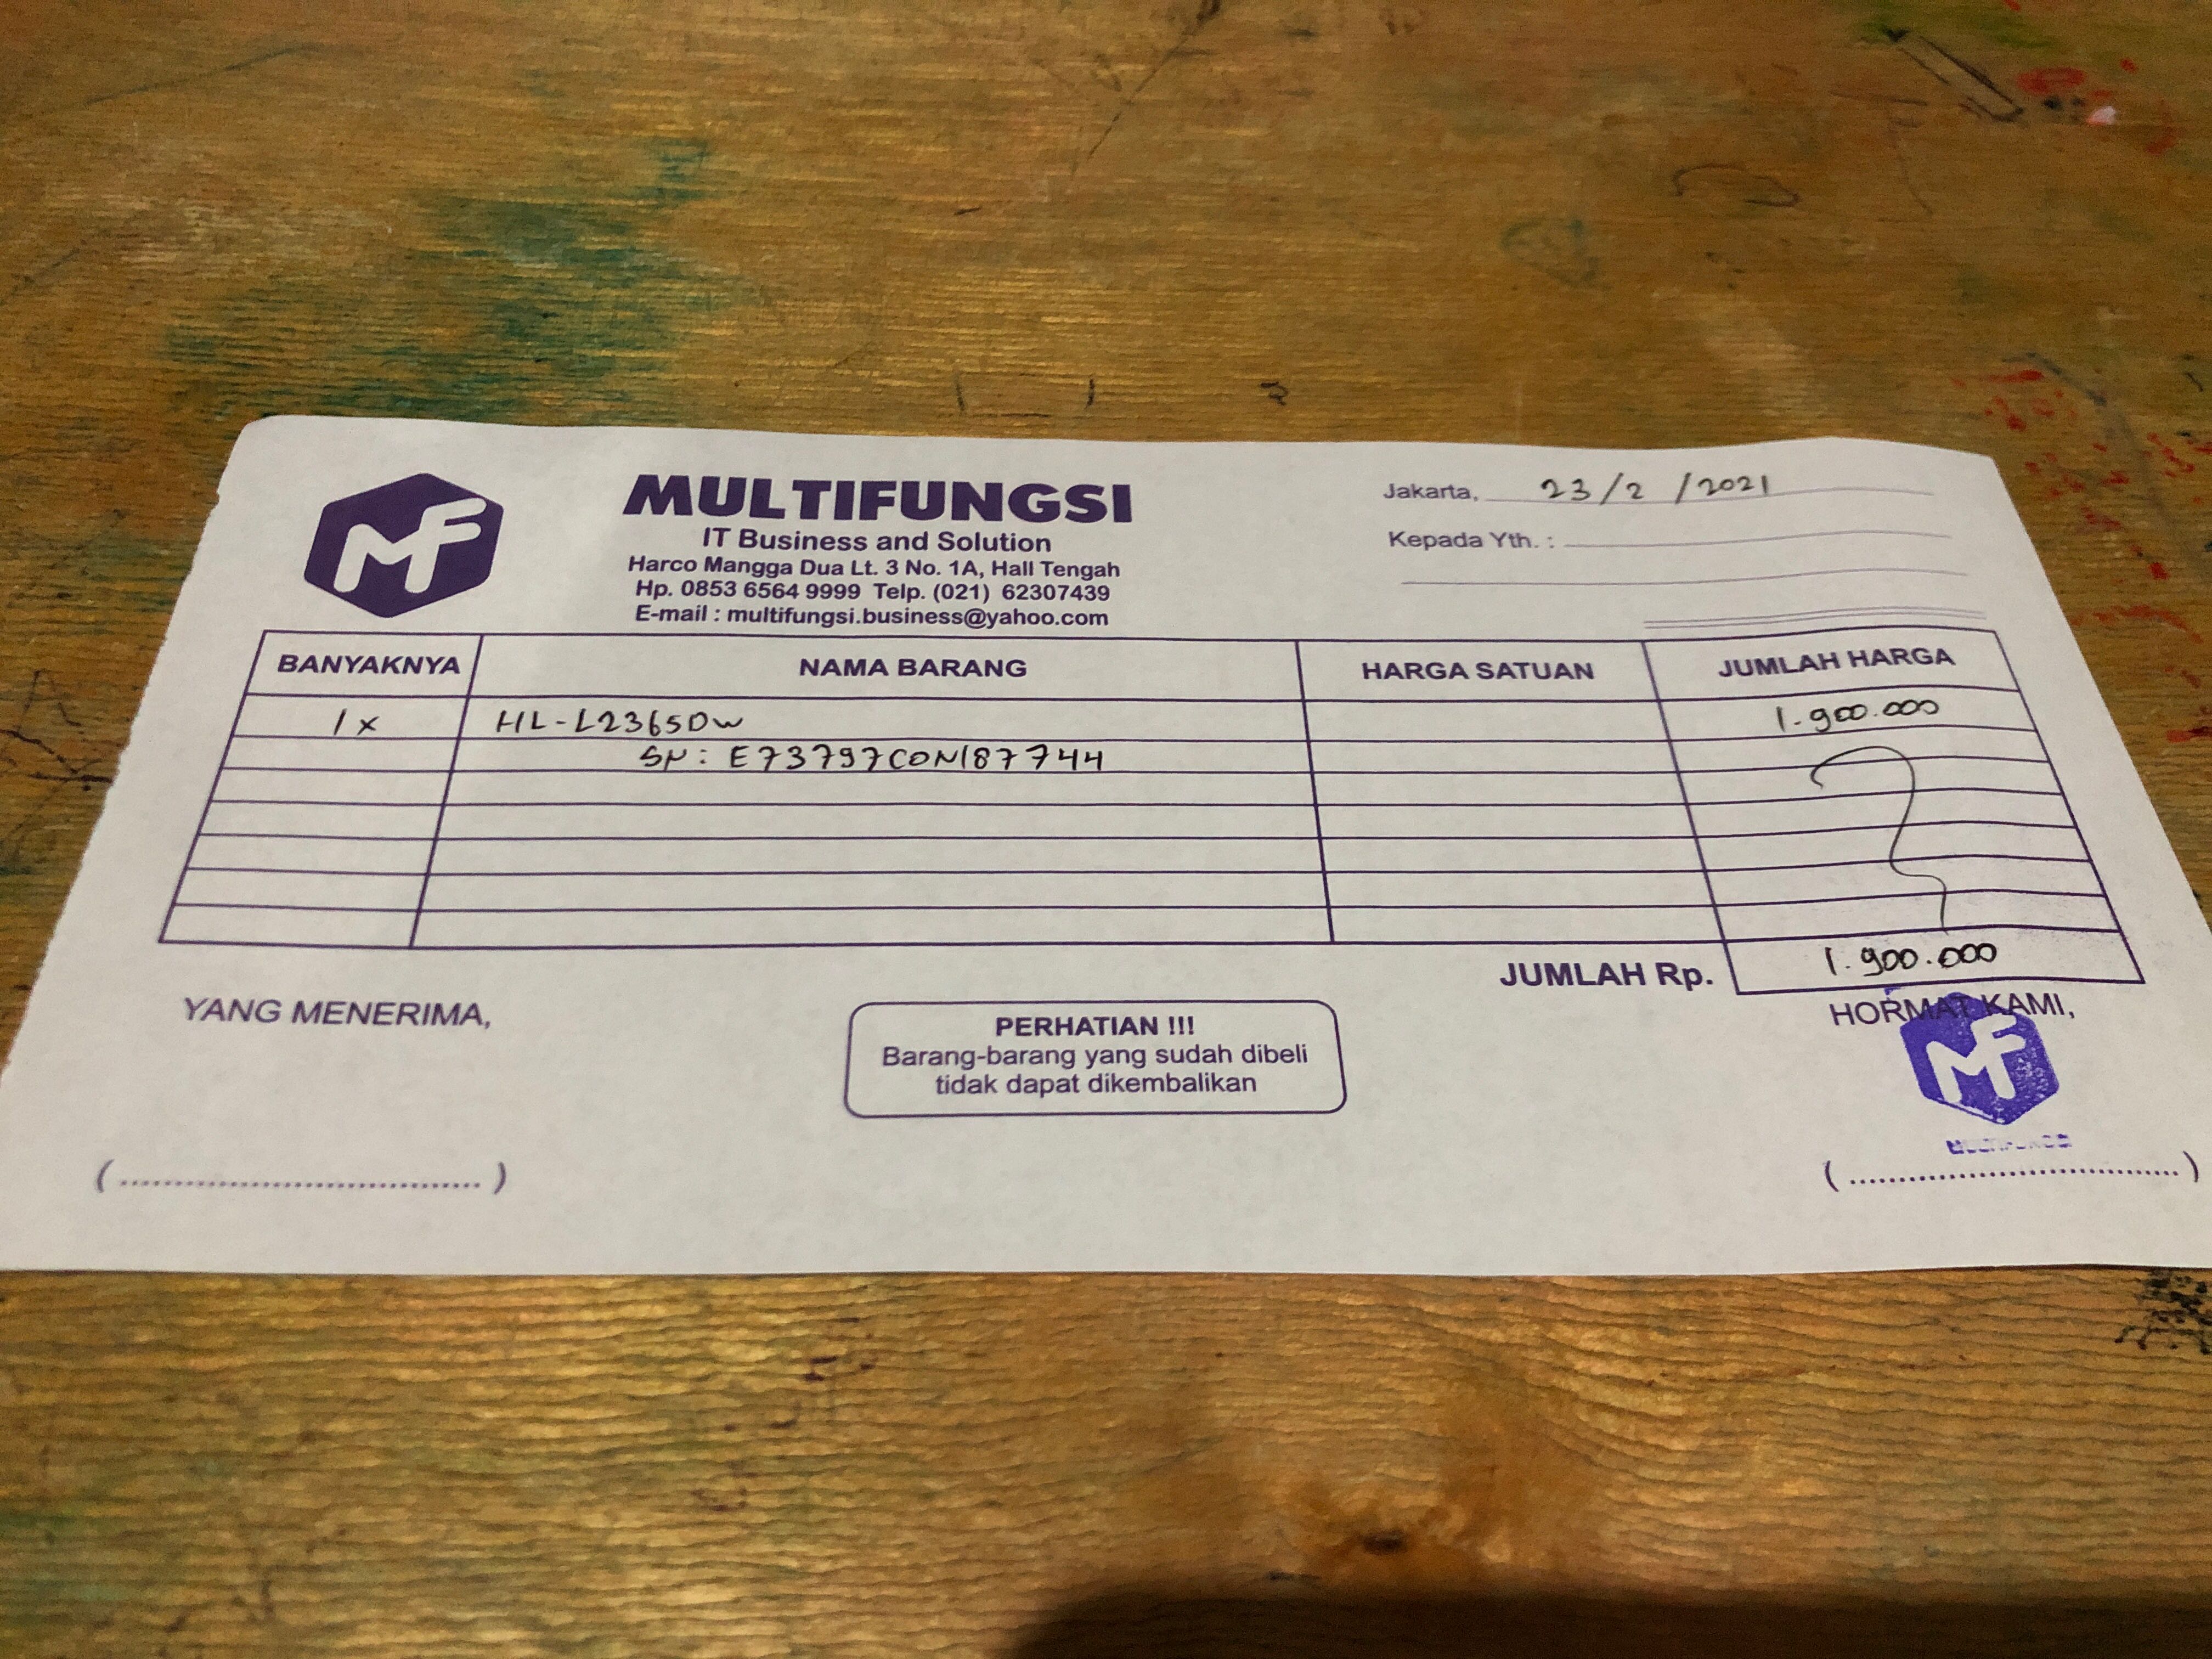 MF
MULTIFUNGSI
IT Business and Solution
Harco Mangga Dua Lt. 3 No. 1A, Hall Tengah
Hp. 0853 6564 9999 Telp. (021) 62307439
E-mail : multifungsi.business@yahoo.com
Jakarta, 23/2/2021
Kepada Yth. :
BANYAKNYA NAMA BARANG HARGA SATUAN JUMLAH HARGA
1x HL-L2365DW 1.900.000
SN: E73797CON187744
JUMLAH Rp. 1.900.000
YANG MENERIMA,
PERHATIAN !!!
Barang-barang yang sudah dibeli
tidak dapat dikembalikan
HORMAT KAMI,
MF
(.................................)
(.................................)